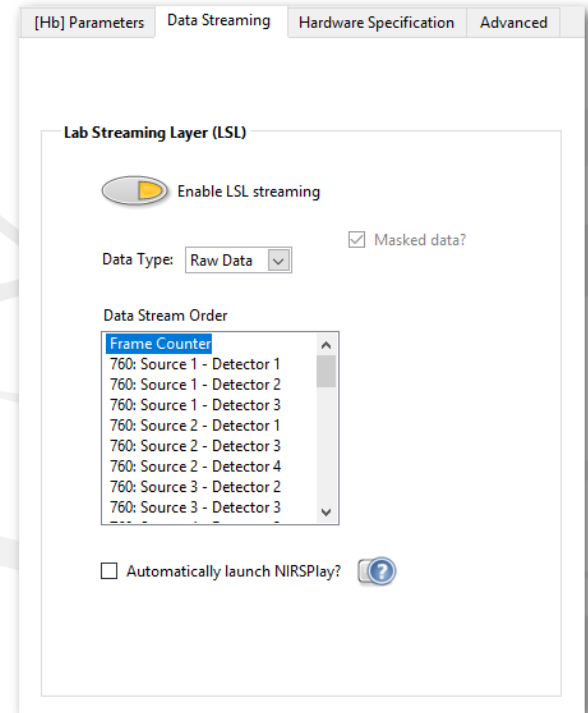 [Hb] Parameters Data Streaming Hardware Specification Advanced
Lab Streaming Layer (LSL)
Enable LSL streaming
Masked data?
Data Type: Raw Data
Data Stream Order
Frame Counter
760: Source 1 - Detector 1
760: Source 1 - Detector 2
760: Source 1 - Detector 3
760: Source 2 - Detector 1
760: Source 2 - Detector 3
760: Source 2 - Detector 4
760: Source 3 - Detector 2
760: Source 3 - Detector 3
Automatically launch NIRSPlay? ?